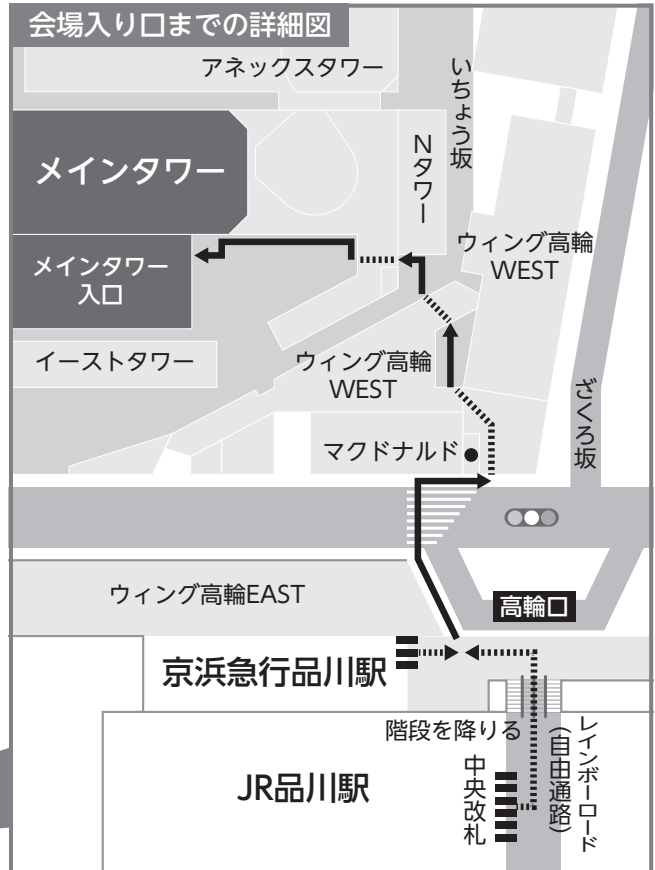 会場入り口までの詳細図
アネックスタワー
いちょう坂
メインタワー
Nタワー
ウィング高輪
WEST
メインタワー
入口
イーストタワー
ウィング高輪
WEST
ざくろ坂
マクドナルド
ウィング高輪EAST
高輪口
京浜急行品川駅
階段を降りる
レインボーロード
(自由通路)
JR品川駅
中央改札